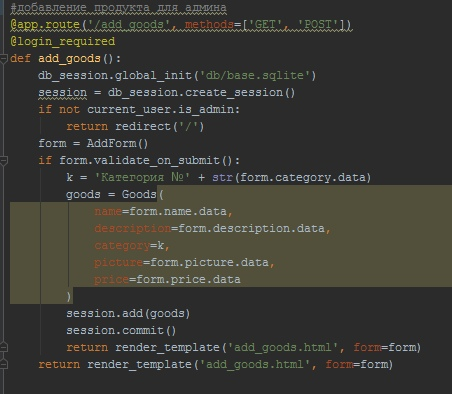 #добавление продукта для админа
@app.route('/add_goods', methods=['GET', 'POST'])
@login_required
def add_goods():
    db_session.global_init('db/base.sqlite')
    session = db_session.create_session()
    if not current_user.is_admin:
        return redirect('/')
    form = AddForm()
    if form.validate_on_submit():
        k = 'Категория №' + str(form.category.data)
        goods = Goods(
            name=form.name.data,
            description=form.description.data,
            category=k,
            picture=form.picture.data,
            price=form.price.data
        )
        session.add(goods)
        session.commit()
        return render_template('add_goods.html', form=form)
    return render_template('add_goods.html', form=form)